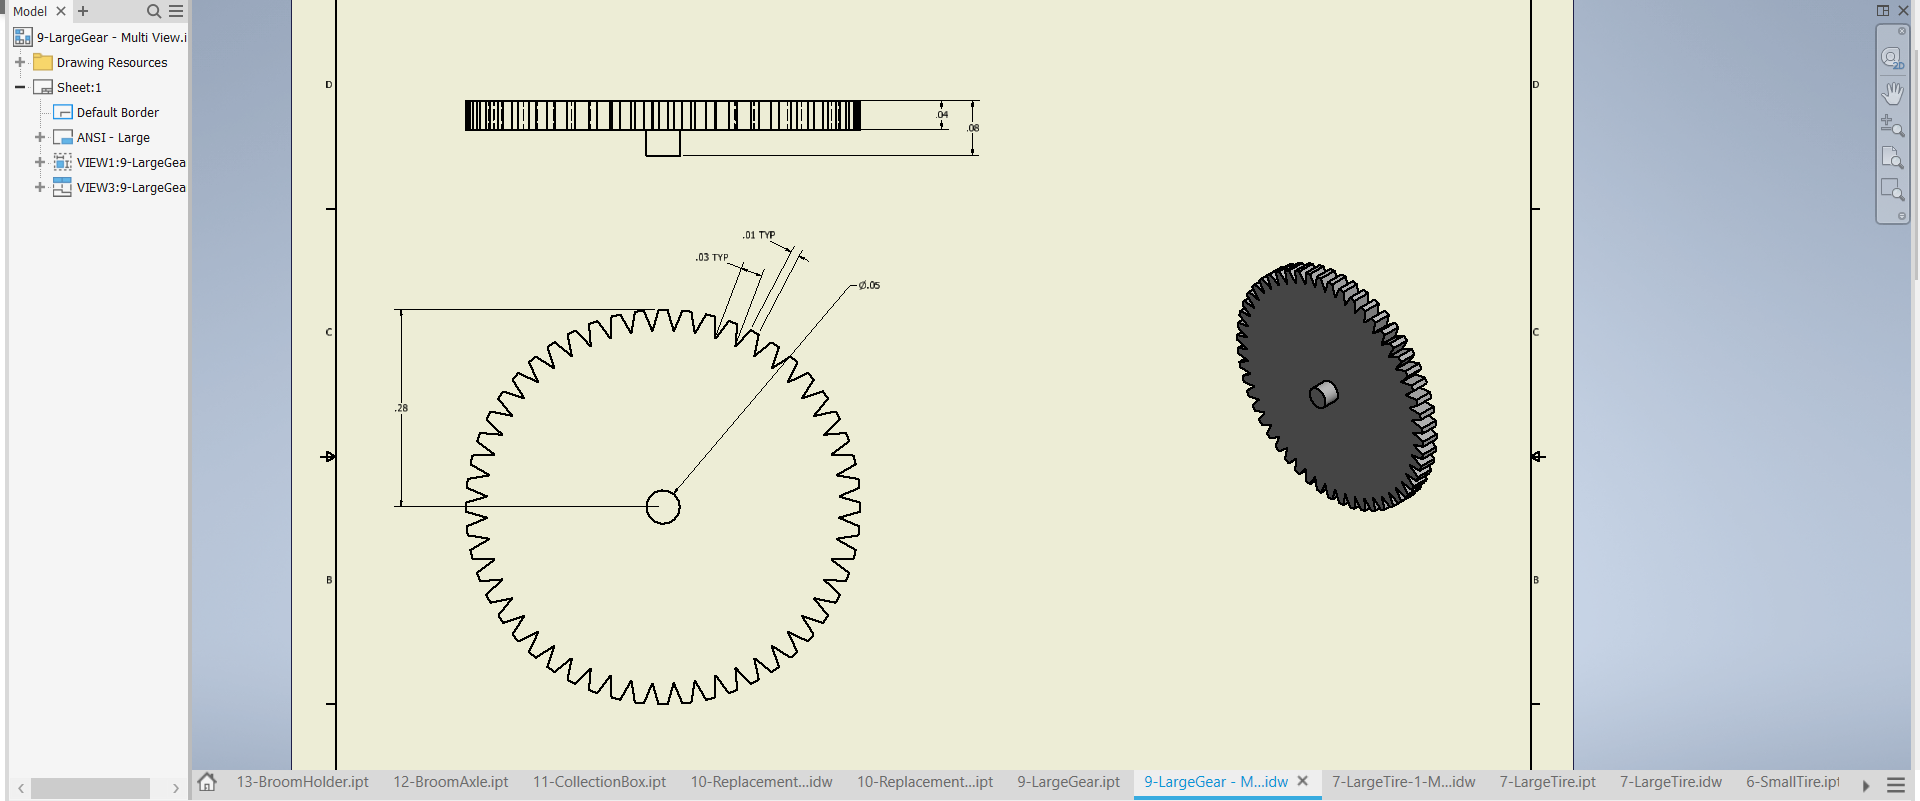 Model
9-LargeGear - Multi View.i
Drawing Resources
Sheet:1
Default Border
ANSI - Large
VIEW1:9-LargeGea
VIEW3:9-LargeGea
2D
D
D
.04
.08
.01 TYP
.03 TYP
Ø.05
C
C
.28
B
B
13-BroomHolder.ipt
12-BroomAxle.ipt
11-CollectionBox.ipt
10-Replacement...idw
10-Replacement...ipt
9-LargeGear.ipt
9-LargeGear - M...idw
7-LargeTire-1-M...idw
7-LargeTire.ipt
7-LargeTire.idw
6-SmallTire.ipt